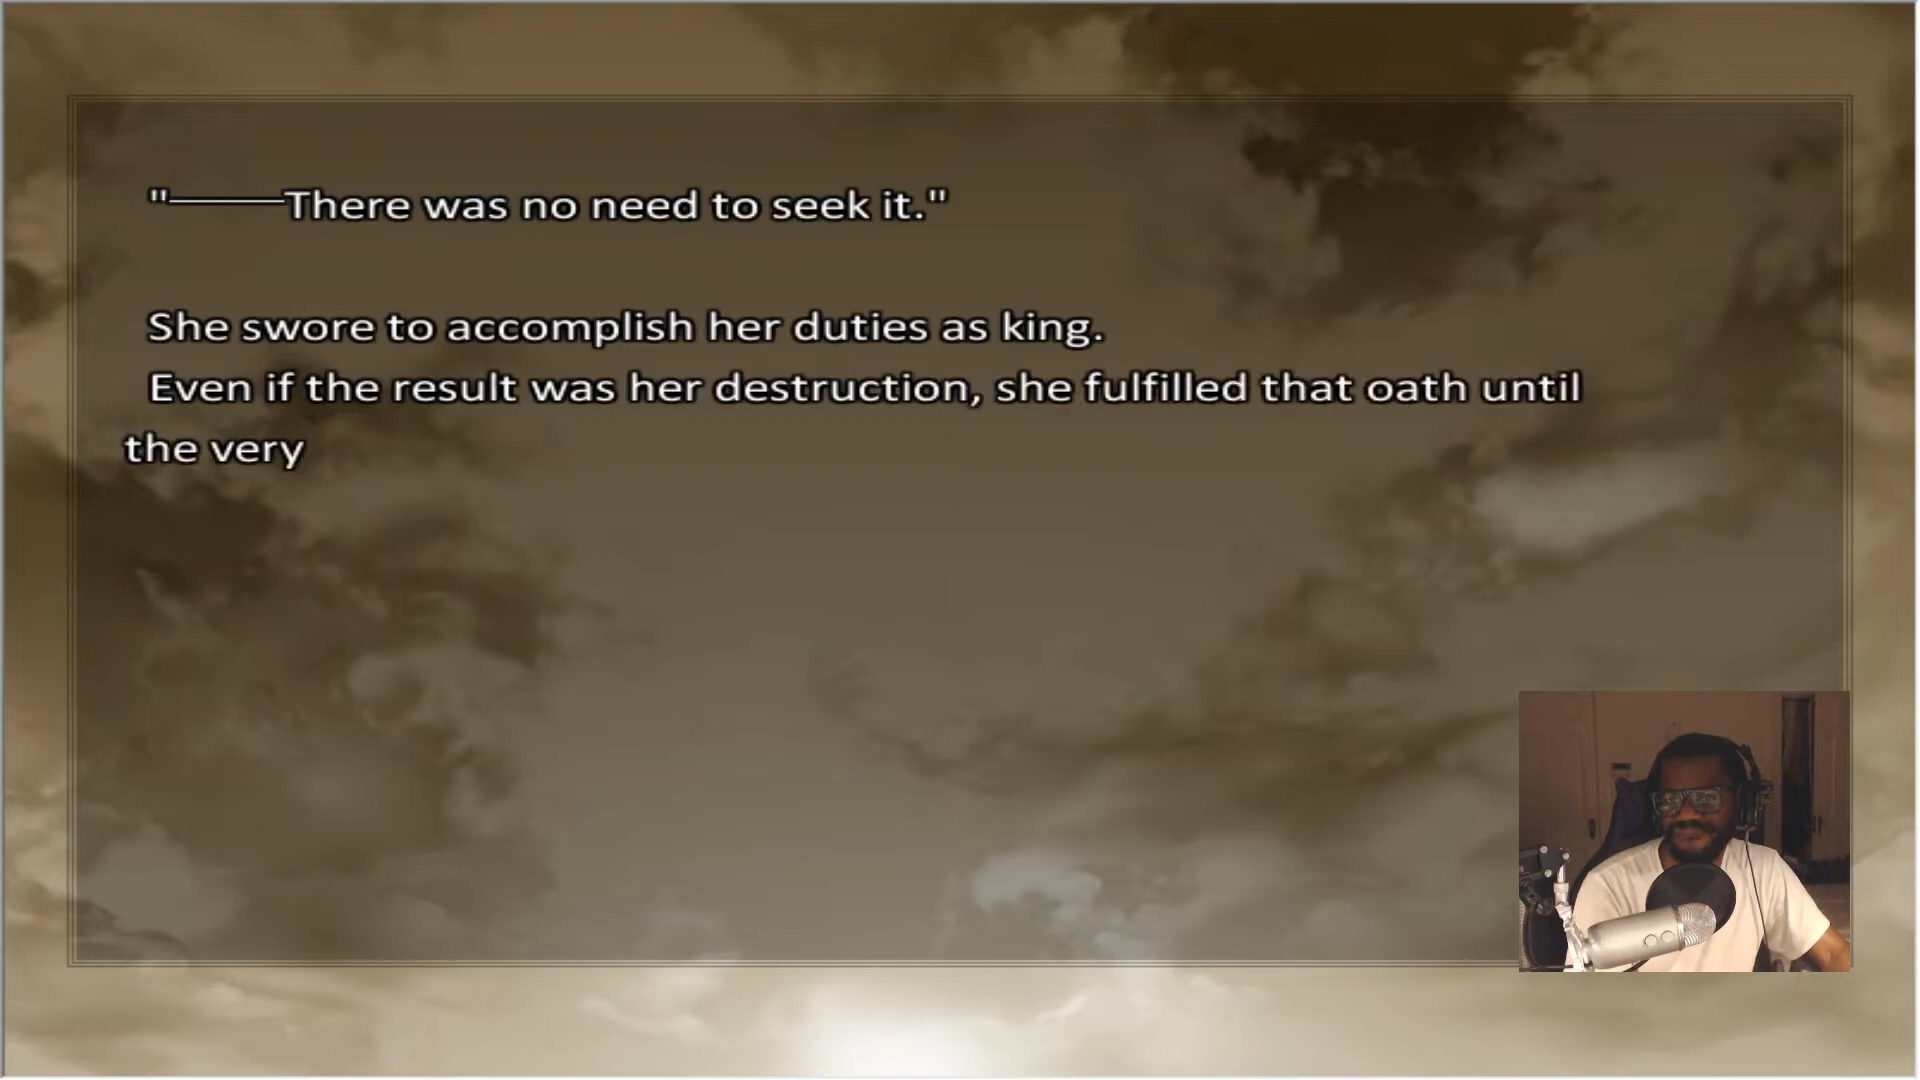 "———There was no need to seek it."
She swore to accomplish her duties as king.
Even if the result was her destruction, she fulfilled that oath until
the very